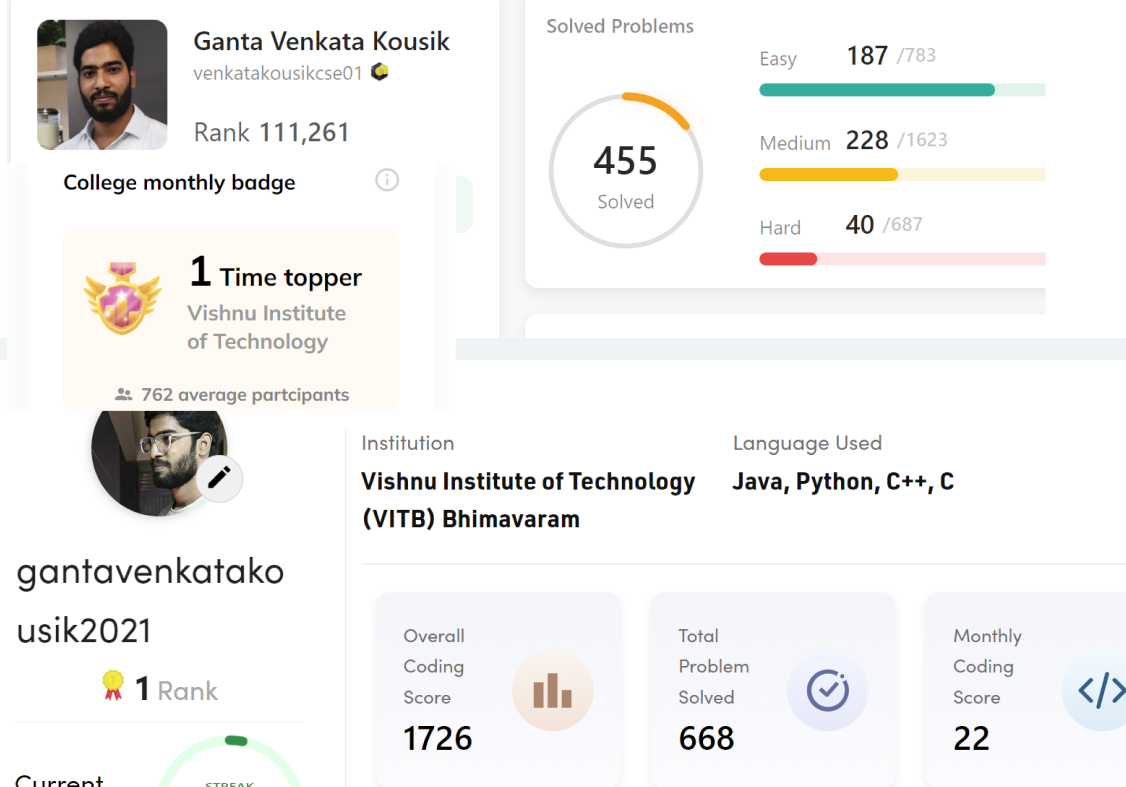 Ganta Venkata Kousik
venkatakousikcse01
Rank 111,261
Solved Problems
455
Solved
Easy 187 /783
Medium 228 /1623
Hard 40 /687
College monthly badge
1 Time topper
Vishnu Institute
of Technology
762 average partcipants
gantavenkatako
usik2021
1 Rank
Current
STREAK
Institution
Vishnu Institute of Technology
(VITB) Bhimavaram
Language Used
Java, Python, C++, C
Overall
Coding
Score
1726
Total
Problem
Solved
668
Monthly
Coding
Score
22